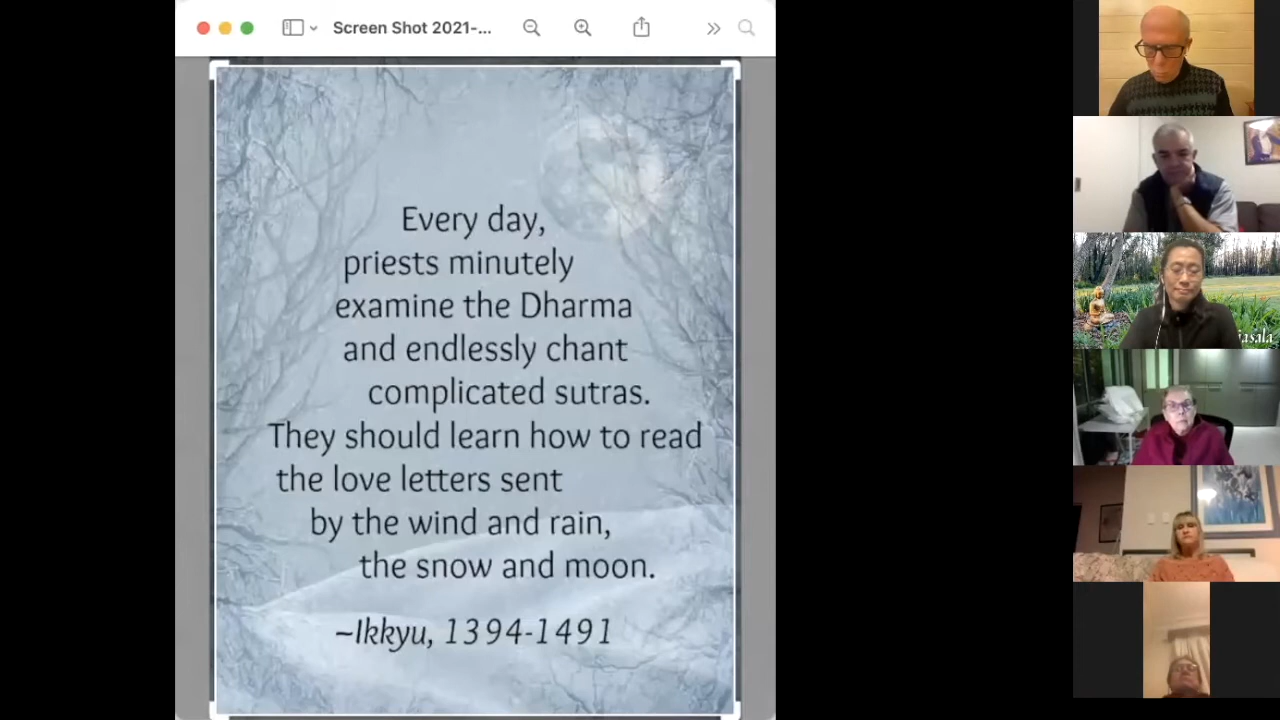 Screen Shot 2021-...
Every day,
priests minutely
examine the Dharma
and endlessly chant
complicated sutras.
They should learn how to read
the love letters sent
by the wind and rain,
the snow and moon.
~Ikkyu, 1394-1491